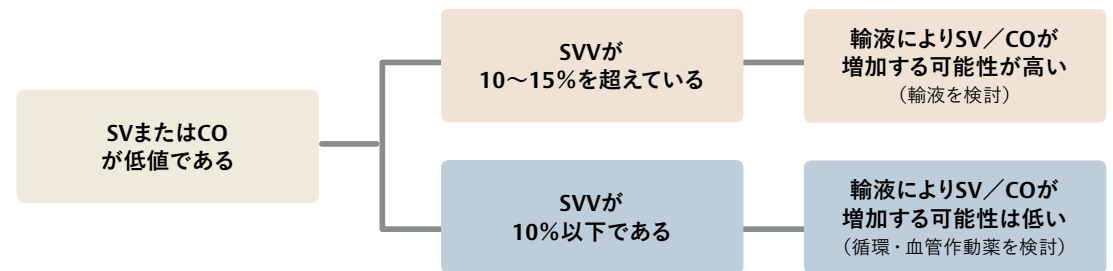 SVまたはCO
が低値である
SVVが
10～15％を超えている
輸液によりSV／COが
増加する可能性が高い
（輸液を検討）
SVVが
10％以下である
輸液によりSV／COが
増加する可能性は低い
（循環・血管作動薬を検討）